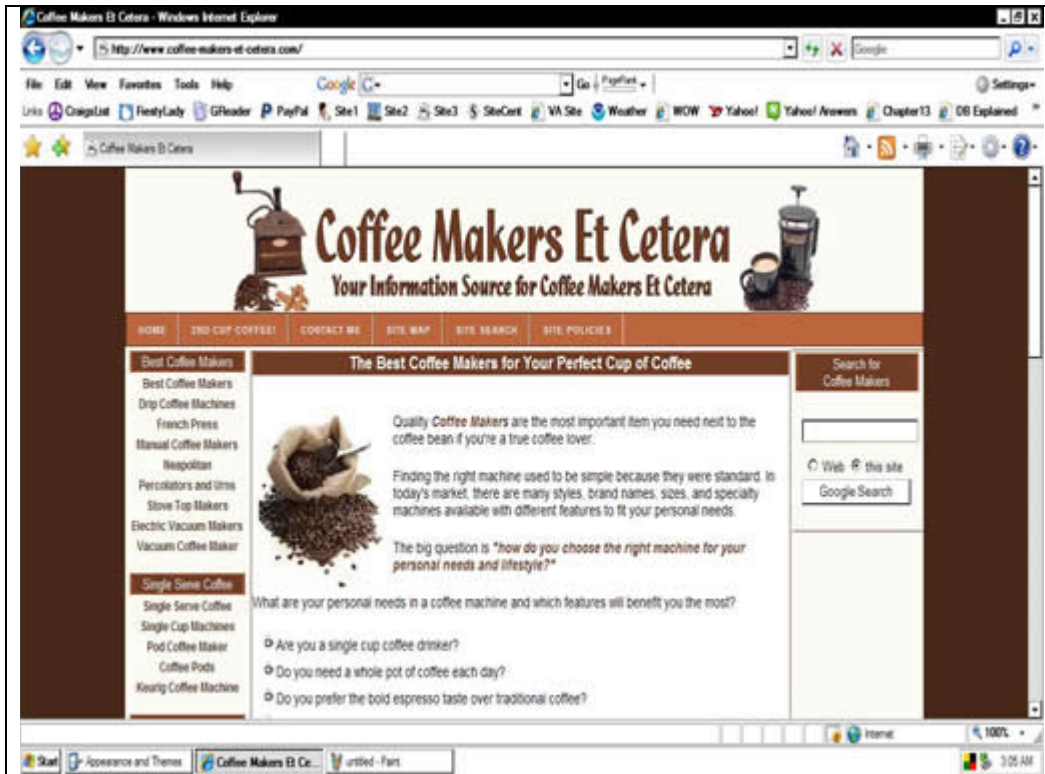 Coffee Makers Et Cetera - Windows Internet Explorer
http://www.coffee-makers-et-cetera.com/
Google
File Edit View Favorites Tools Help
Google
Go
PageRank
Settings
Links CraigsList FiestyLady GReader PayPal Site1 Site2 Site3 SiteCent VA Site Weather WOW Yahoo! Yahoo! Answers Chapter13 DB Explained
Coffee Makers Et Cetera
Coffee Makers Et Cetera
Your Information Source for Coffee Makers Et Cetera
HOME 2ND CUP COFFEE! CONTACT ME SITE MAP SITE SEARCH SITE POLICIES
Best Coffee Makers
Best Coffee Makers
Drip Coffee Machines
French Press
Manual Coffee Makers
Neapolitan
Percolators and Urns
Stove Top Makers
Electric Vacuum Makers
Vacuum Coffee Maker
Single Serve Coffee
Single Serve Coffee
Single Cup Machines
Pod Coffee Maker
Coffee Pods
Keurig Coffee Machine
The Best Coffee Makers for Your Perfect Cup of Coffee
Quality Coffee Makers are the most important item you need next to the
coffee bean if you're a true coffee lover.
Finding the right machine used to be simple because they were standard. In
today's market, there are many styles, brand names, sizes, and specialty
machines available with different features to fit your personal needs.
The big question is "how do you choose the right machine for your
personal needs and lifestyle?"
What are your personal needs in a coffee machine and which features will benefit you the most?
Are you a single cup coffee drinker?
Do you need a whole pot of coffee each day?
Do you prefer the bold espresso taste over traditional coffee?
Search for
Coffee Makers
Web this site
Google Search
Internet
100%
Start Appearance and Themes Coffee Makers Et Ce... untitled - Paint 3:05 AM